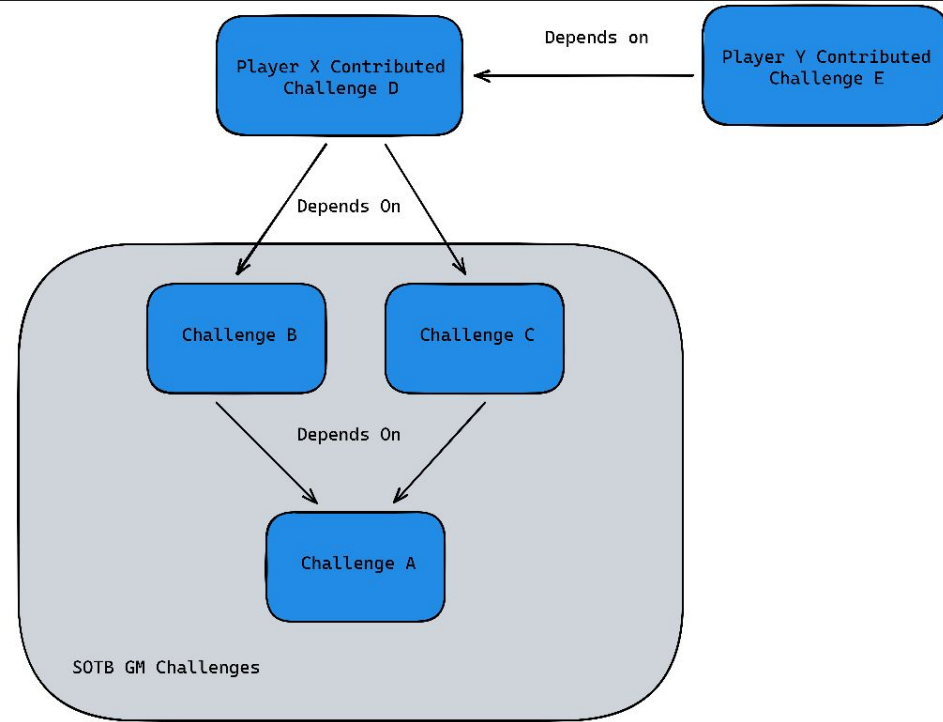 Depends on
Player X Contributed
Challenge D
Player Y Contributed
Challenge E
Depends On
Challenge B
Challenge C
Depends On
Challenge A
SOTB GM Challenges